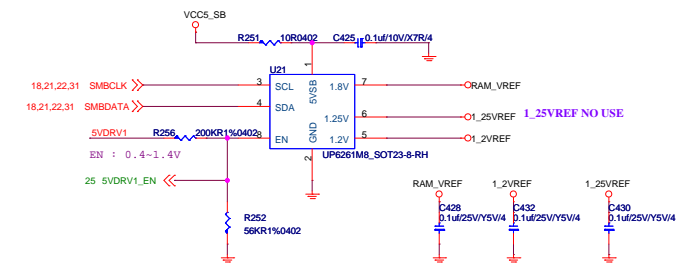 VCC5_SB
R251 10R0402 C425 0.1uf/10V/X7R/4
U21
1
18,21,22,31 SMBCLK 3 SCL 5VSB 1.8V 7 RAM_VREF
18,21,22,31 SMBDATA 4 SDA 1.25V 6 1_25VREF 1_25VREF NO USE
5VDRV1 R256 200KR1%0402 8 EN GND 1.2V 5 1_2VREF
2 UP6261M8_SOT23-8-RH
EN : 0.4~1.4V
25 5VDRV1_EN
RAM_VREF 1_2VREF 1_25VREF
C428 C432 C430
0.1uf/25V/Y5V/4 0.1uf/25V/Y5V/4 0.1uf/25V/Y5V/4
R252
56KR1%0402